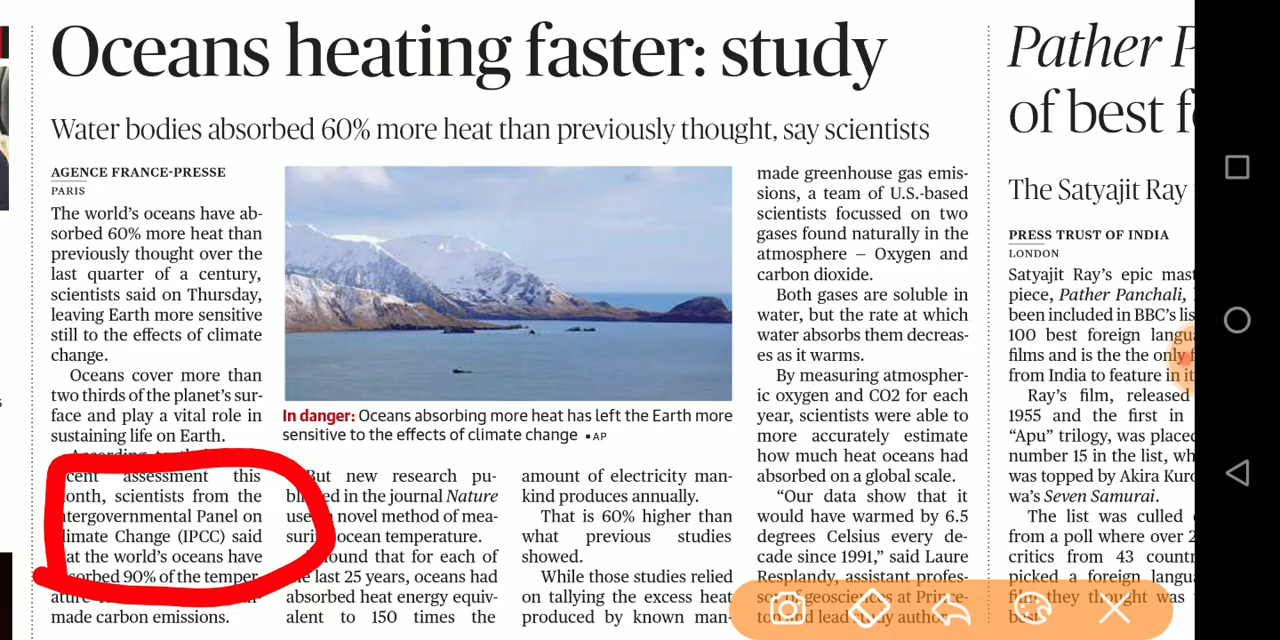 Oceans heating faster: study
Water bodies absorbed 60% more heat than previously thought, say scientists
AGENCE FRANCE-PRESSE
PARIS
The world's oceans have ab-
sorbed 60% more heat than
previously thought over the
last quarter of a century,
scientists said on Thursday,
leaving Earth more sensitive
still to the effects of climate
change.
Oceans cover more than
two thirds of the planet's sur-
face and play a vital role in
sustaining life on Earth.
assessment this
scientists from the
Panel on
Change (IPCC) said
the world's oceans have
90% of the temper-
made carbon emissions.
In danger: Oceans absorbing more heat has left the Earth more
sensitive to the effects of climate change ▪AP
But new research pu-
in the journal Nature
novel method of mea-
ocean temperature.
found that for each of
last 25 years, oceans had
absorbed heat energy equiv-
alent to 150 times the
amount of electricity man-
kind produces annually.
That is 60% higher than
what previous studies
showed.
While those studies relied
on tallying the excess heat
produced by known man-
made greenhouse gas emis-
sions, a team of U.S.-based
scientists focussed on two
gases found naturally in the
atmosphere – Oxygen and
carbon dioxide.
Both gases are soluble in
water, but the rate at which
water absorbs them decreas-
es as it warms.
By measuring atmospher-
ic oxygen and CO2 for each
year, scientists were able to
more accurately estimate
how much heat oceans had
absorbed on a global scale.
"Our data show that it
would have warmed by 6.5
degrees Celsius every de-
cade since 1991," said Laure
Resplandy, assistant profes-
sor of geosciences at Prince-
ton and lead study author.
Pather P
of best
The Satyajit Ray
PRESS TRUST OF INDIA
LONDON
Satyajit Ray's epic mast
piece, Pather Panchali,
been included in BBC's lis
100 best foreign langu
films and is the the only
from India to feature in it
Ray's film, released
1955 and the first in
"Apu" trilogy, was place
number 15 in the list, wh
was topped by Akira Kuro
wa's Seven Samurai.
The list was culled
from a poll where over 2
critics from 43 count
picked a foreign langu
film they thought was
best